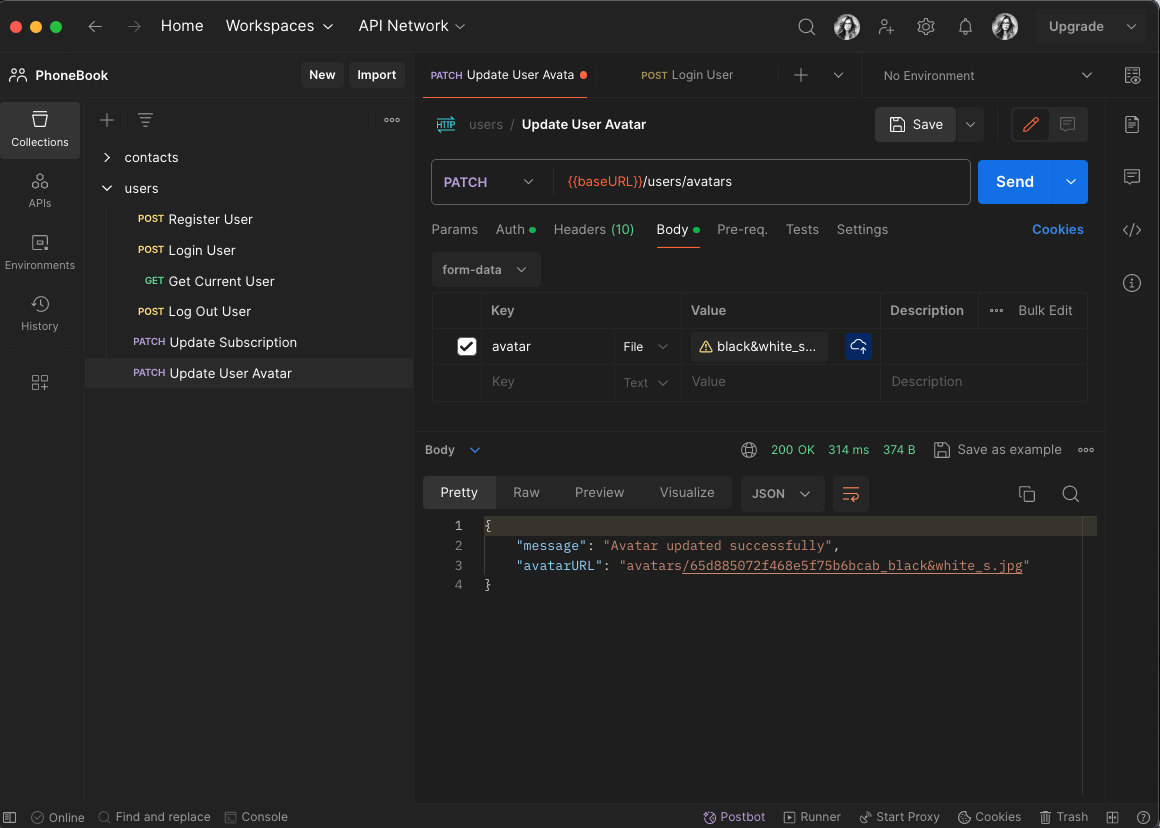 Home Workspaces API Network Upgrade
PhoneBook New Import
PATCH Update User Avata POST Login User No Environment
Collections
APIs
Environments
History
contacts
users
POST Register User
POST Login User
GET Get Current User
POST Log Out User
PATCH Update Subscription
PATCH Update User Avatar
HTTP users / Update User Avatar Save
PATCH {{baseURL}}/users/avatars Send
Params Auth Headers (10) Body Pre-req. Tests Settings Cookies
form-data
Key Value Description Bulk Edit
avatar File black&white_s...
Key Text Value Description
Body 200 OK 314 ms 374 B Save as example
Pretty Raw Preview Visualize JSON
1 {
2 "message": "Avatar updated successfully",
3 "avatarURL": "avatars/65d885072f468e5f75b6bcab_black&white_s.jpg"
4 }
Online Find and replace Console Postbot Runner Start Proxy Cookies Trash